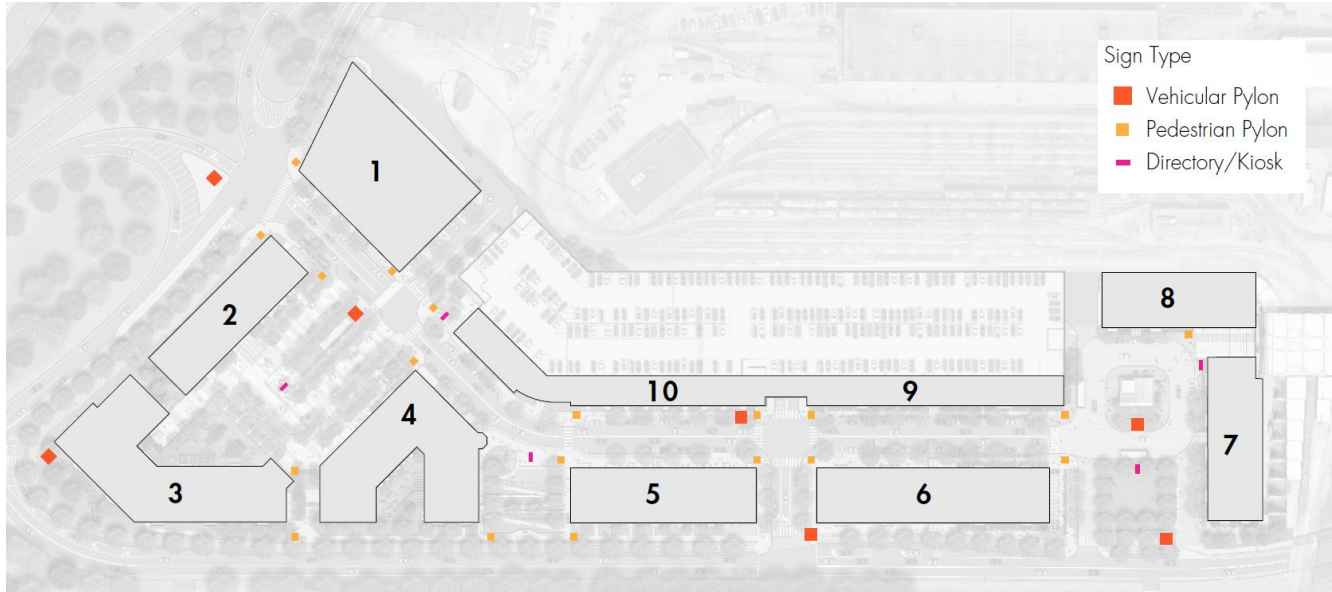 Sign Type
Vehicular Pylon
Pedestrian Pylon
Directory/Kiosk
1
2
8
10
9
4
7
3
5
6